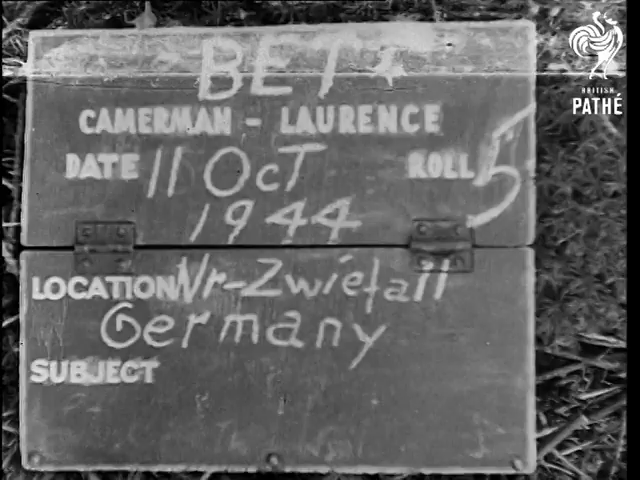 BET
CAMERMAN - LAURENCE
DATE 11 Oct ROLL 5
1944
LOCATION Nr-Zwiefall
Germany
SUBJECT
BRITISH
PATHÉ